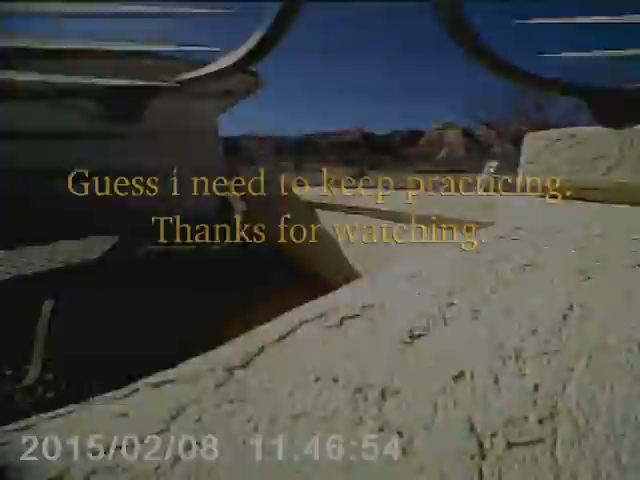 Guess i need to keep practicing.
Thanks for watching.
2015/02/08 11.46:54